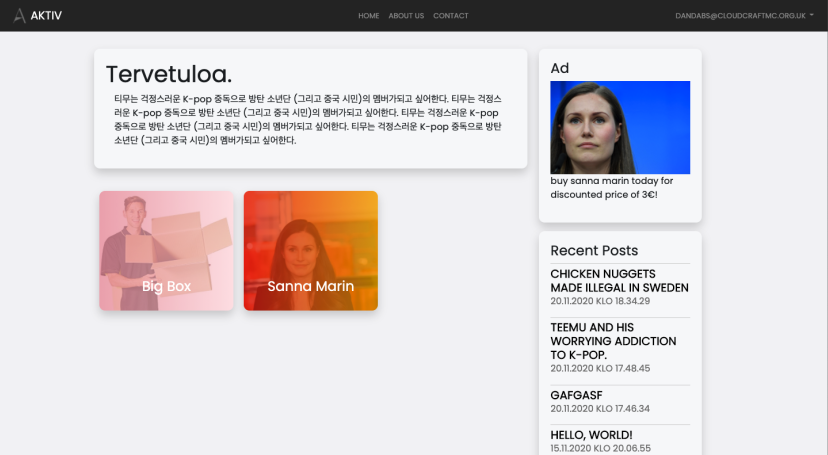 AKTIV
HOME ABOUT US CONTACT
DANDABS@CLOUDCRAFTMC.ORG.UK
Tervetuloa.
티무는 걱정스러운 K-pop 중독으로 방탄 소년단 (그리고 중국 시민)의 멤버가되고 싶어한다. 티무는 걱정스
러운 K-pop 중독으로 방탄 소년단 (그리고 중국 시민)의 멤버가되고 싶어한다. 티무는 걱정스러운 K-pop
중독으로 방탄 소년단 (그리고 중국 시민)의 멤버가되고 싶어한다. 티무는 걱정스러운 K-pop 중독으로 방탄
소년단 (그리고 중국 시민)의 멤버가되고 싶어한다.
Big Box
Sanna Marin
Ad
buy sanna marin today for
discounted price of 3€!
Recent Posts
CHICKEN NUGGETS
MADE ILLEGAL IN SWEDEN
20.11.2020 KLO 18.34.29
TEEMU AND HIS
WORRYING ADDICTION
TO K-POP.
20.11.2020 KLO 17.48.45
GAFGASF
20.11.2020 KLO 17.46.34
HELLO, WORLD!
15.11.2020 KLO 20.06.55